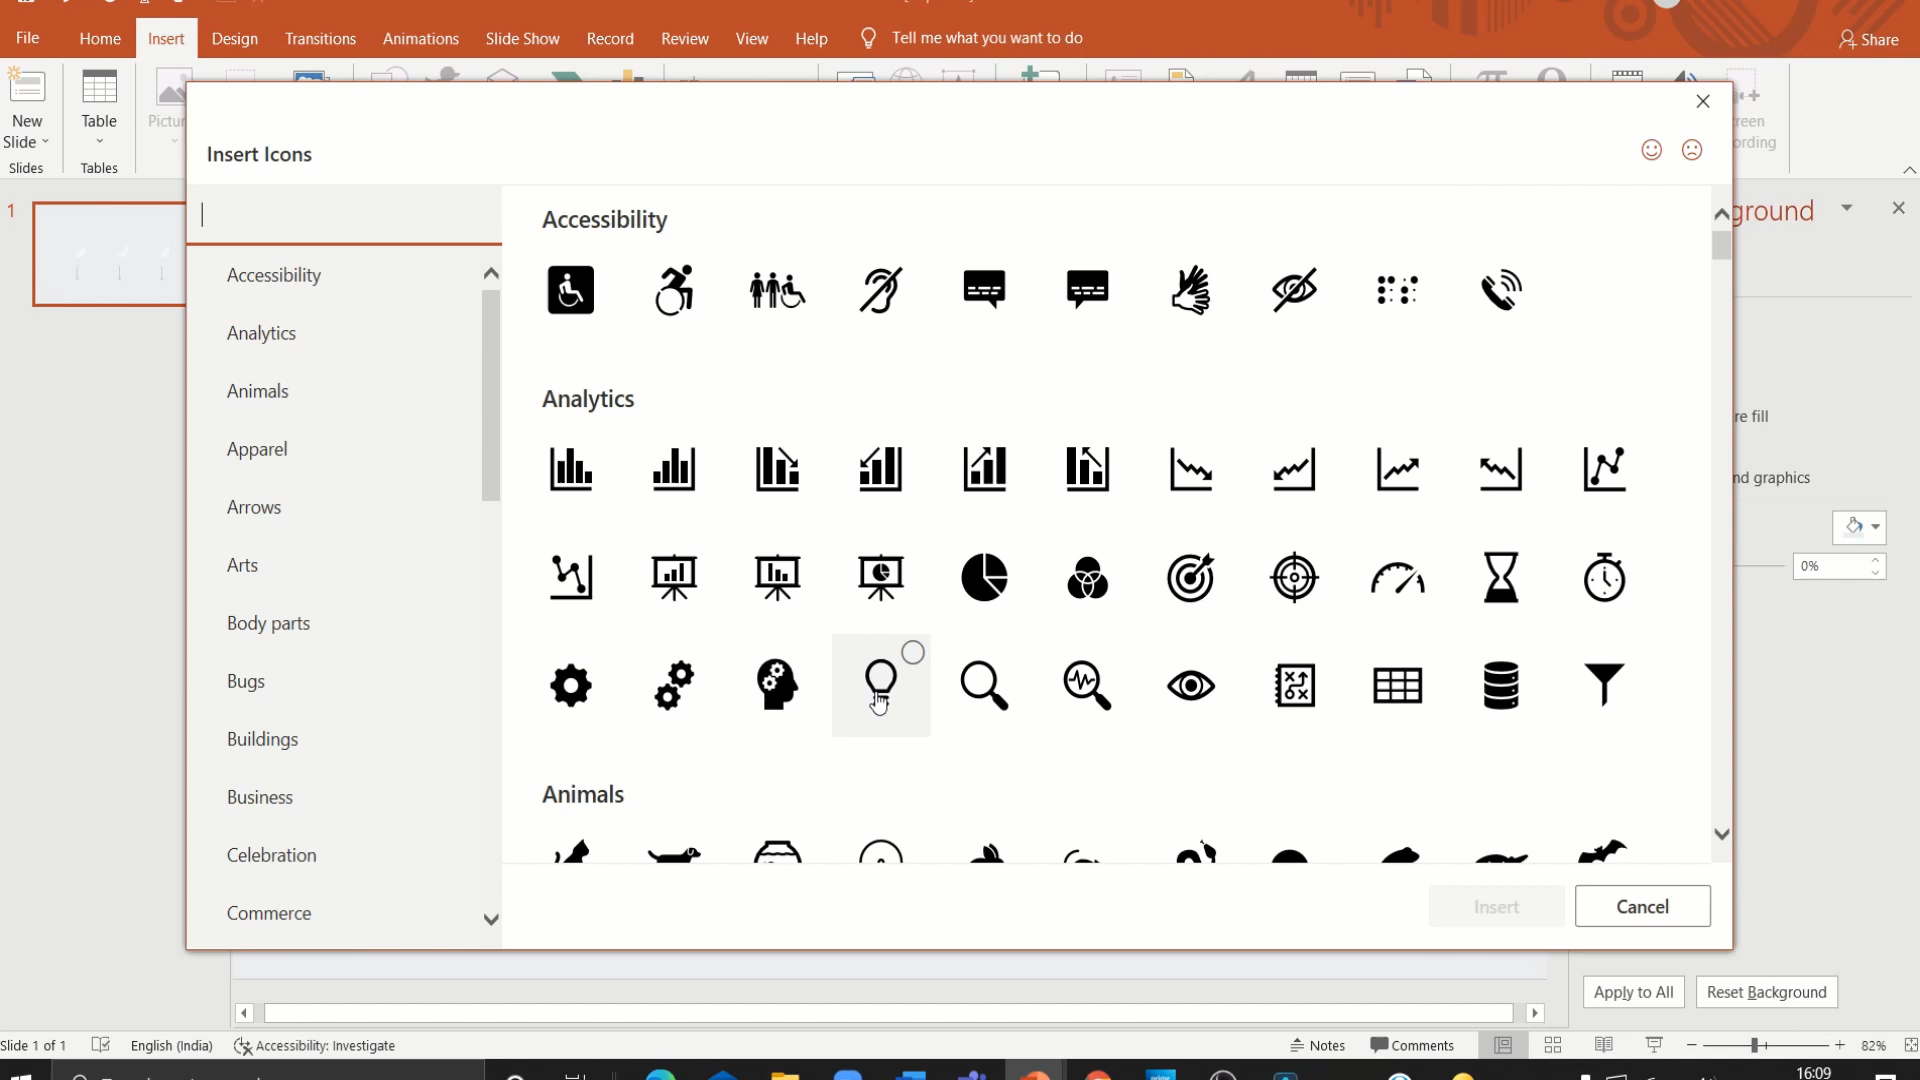 File Home Insert Design Transitions Animations Slide Show Record Review View Help Tell me what you want to do Share
New Slide
Table
Slides
Tables
Insert Icons
1
Accessibility
Analytics
Animals
Apparel
Arrows
Arts
Body parts
Bugs
Buildings
Business
Celebration
Commerce
Accessibility
Analytics
Animals
Insert
Cancel
fill
graphics
0%
Apply to All
Reset Background
Slide 1 of 1 English (India) Accessibility: Investigate Notes Comments 82%
16:09